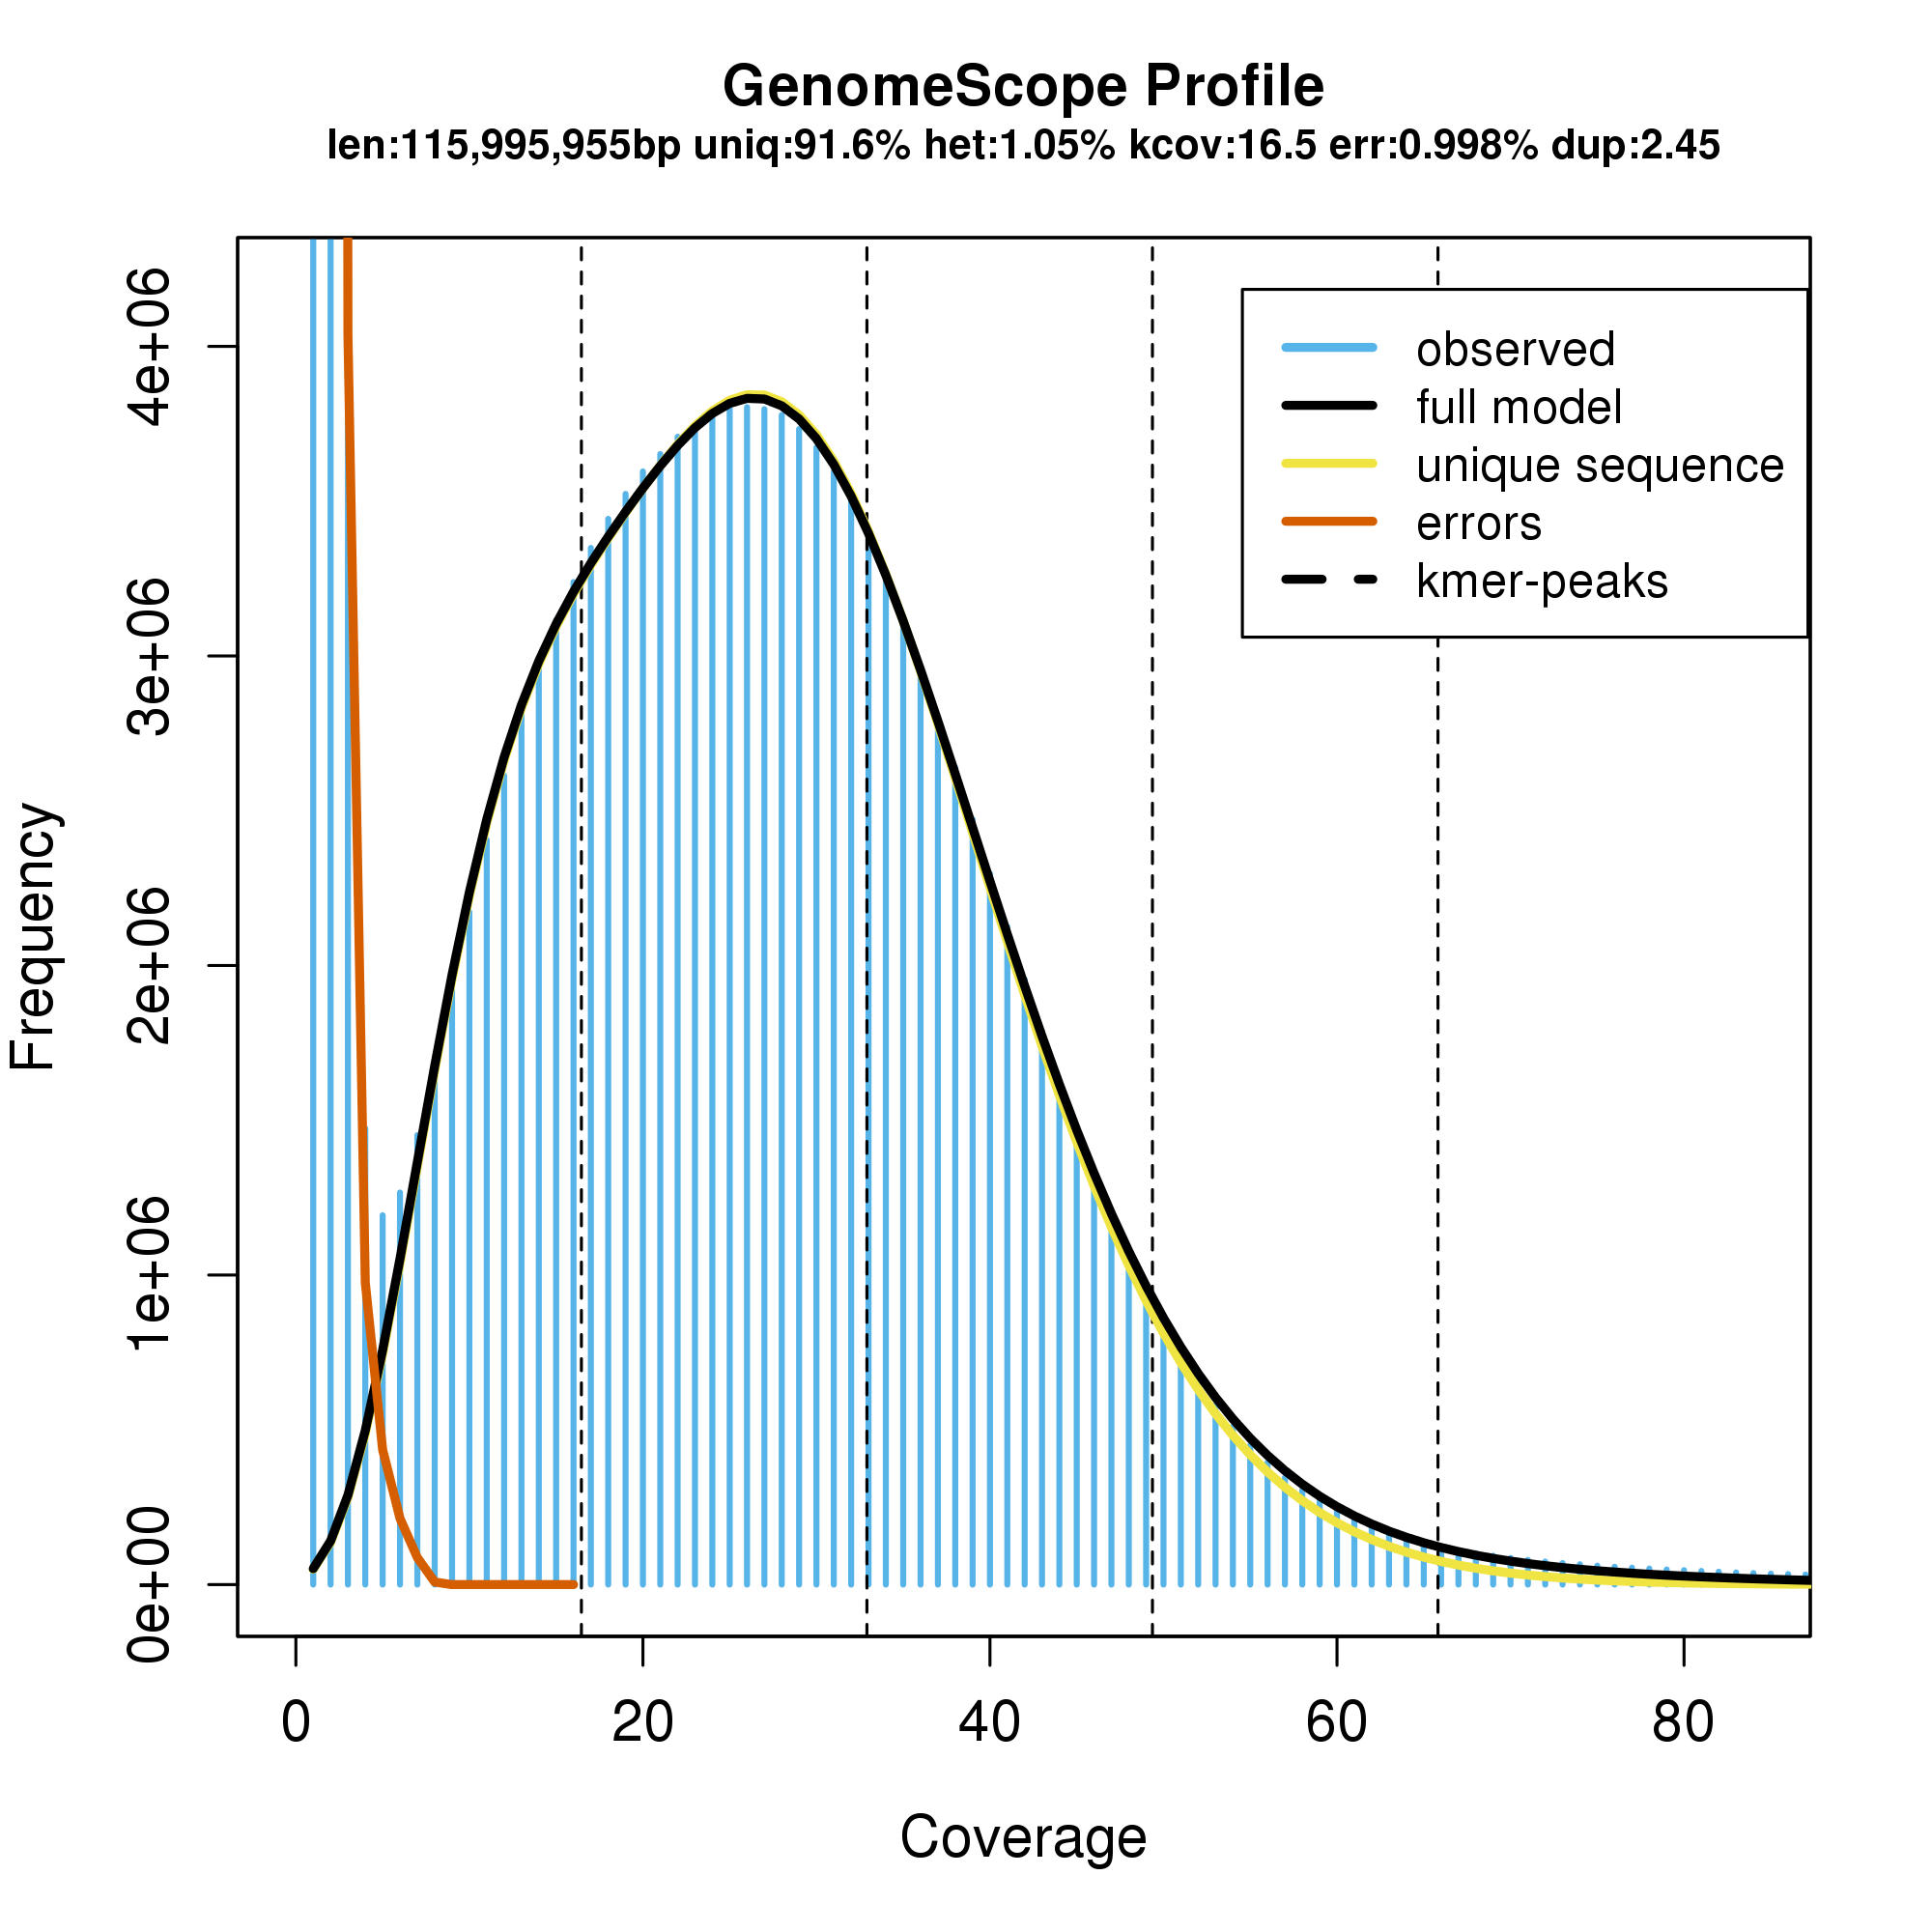 GenomeScope Profile
len:115,995,955bp uniq:91.6% het:1.05% kcov:16.5 err:0.998% dup:2.45
observed
full model
unique sequence
errors
kmer-peaks
Frequency
4e+06
3e+06
2e+06
1e+06
0e+00
0 20 40 60 80
Coverage